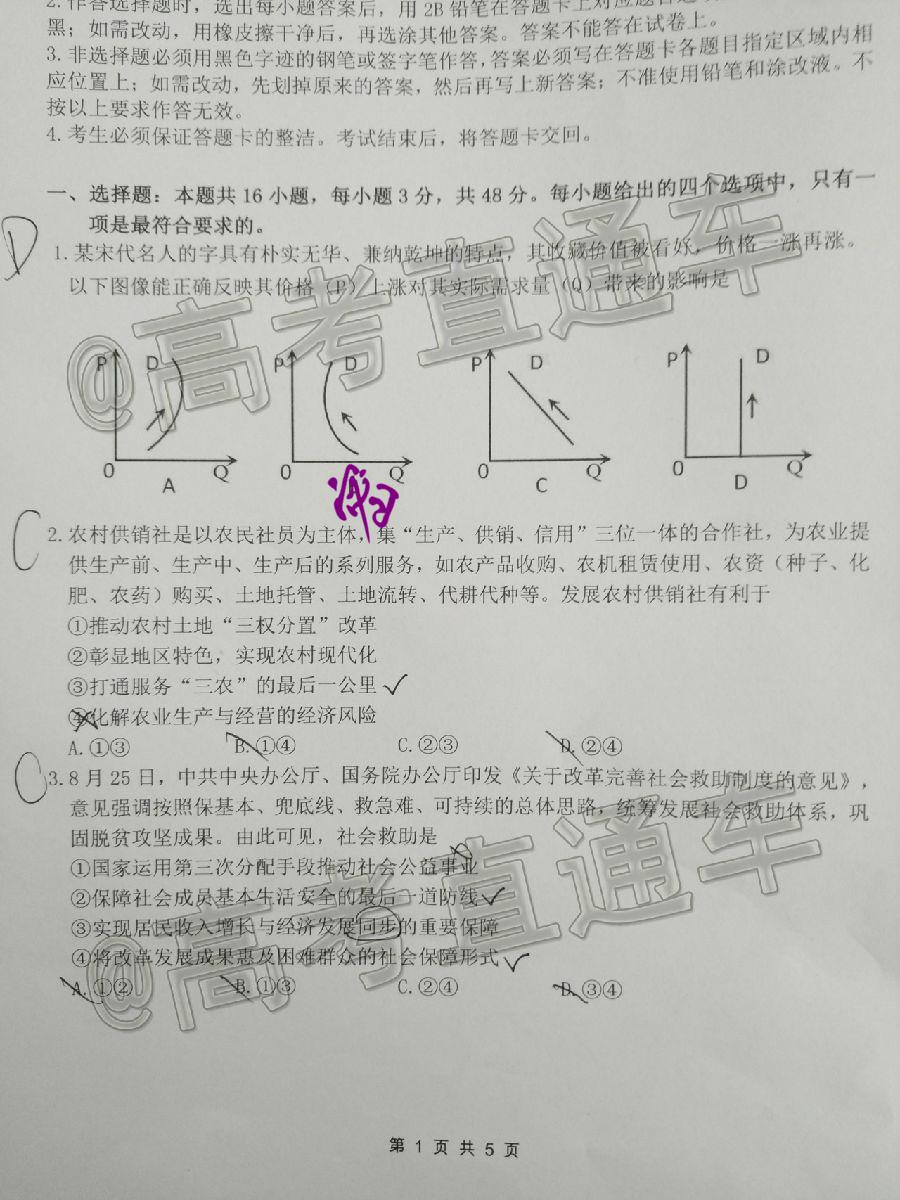 2.作答选择题时，选出每小题答案后，用2B铅笔在答题卡上对应题目选
黑；如需改动，用橡皮擦干净后，再选涂其他答案。答案不能答在试卷上。
3.非选择题必须用黑色字迹的钢笔或签字笔作答，答案必须写在答题卡各题目指定区域内相
应位置上；如需改动，先划掉原来的答案，然后再写上新答案；不准使用铅笔和涂改液。不
按以上要求作答无效。
4.考生必须保证答题卡的整洁。考试结束后，将答题卡交回。
一、选择题：本题共16小题，每小题3分，共48分。每小题给出的四个选项中，只有一
项是最符合要求的。
D
1.某宋代名人的字具有朴实无华、兼纳乾坤的特点，其收藏价值被看好，价格一涨再涨。
以下图像能正确反映其价格（P）上涨对其实际需求量（Q）带来的影响是
@高考直通车
P D P D P D P D
0 Q 0 Q 0 Q 0 Q
A C D
C
2.农村供销社是以农民社员为主体，集“生产、供销、信用”三位一体的合作社，为农业提
供生产前、生产中、生产后的系列服务，如农产品收购、农机租赁使用、农资（种子、化
肥、农药）购买、土地托管、土地流转、代耕代种等。发展农村供销社有利于
①推动农村土地“三权分置”改革
②彰显地区特色，实现农村现代化
③打通服务“三农”的最后一公里
④化解农业生产与经营的经济风险
A.①③ B.①④ C.②③ D.②④
C
3.8月25日，中共中央办公厅、国务院办公厅印发《关于改革完善社会救助制度的意见》，
意见强调按照保基本、兜底线、救急难、可持续的总体思路，统筹发展社会救助体系，巩
固脱贫攻坚成果。由此可见，社会救助是
①国家运用第三次分配手段推动社会公益事业
②保障社会成员基本生活安全的最后一道防线
③实现居民收入增长与经济发展同步的重要保障
④将改革发展成果惠及困难群众的社会保障形式
A.①② B.①③ C.②④ D.③④
@高考直通车
第 1 页 共 5 页